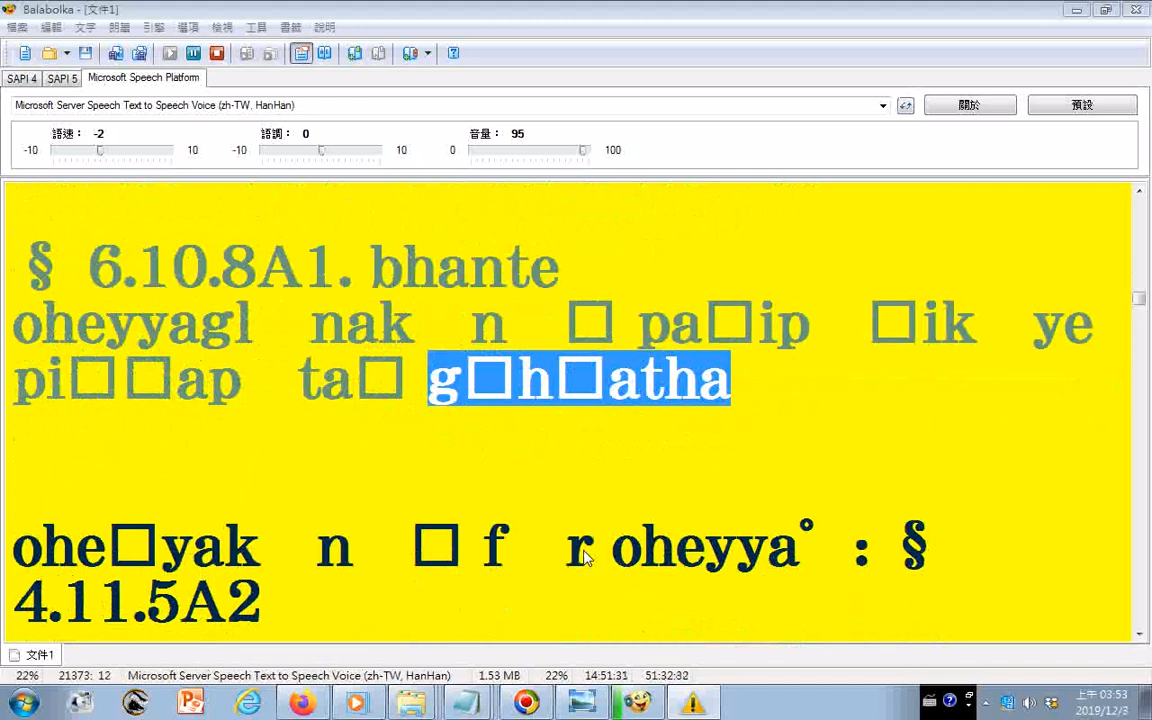 Balabolka - [文件1]
檔案 編輯 文字 朗讀 引擎 選項 檢視 工具 書籤 說明
SAPI 4 SAPI 5 Microsoft Speech Platform
Microsoft Server Speech Text to Speech Voice (zh-TW, HanHan) 關於 預設
語速： -2 語調： 0 音量： 95
-10 10 -10 10 0 100
§ 6.10.8A1. bhante
oheyyagl nak n □ pa□ip □ik ye
pi□□ap ta□ g□h□atha
ohe□yak n □ f r oheyya° : §
4.11.5A2
文件1
22% 21373: 12 Microsoft Server Speech Text to Speech Voice (zh-TW, HanHan) 1.53 MB 22% 14:51:31 51:32:32
上午 03:53
2019/12/3